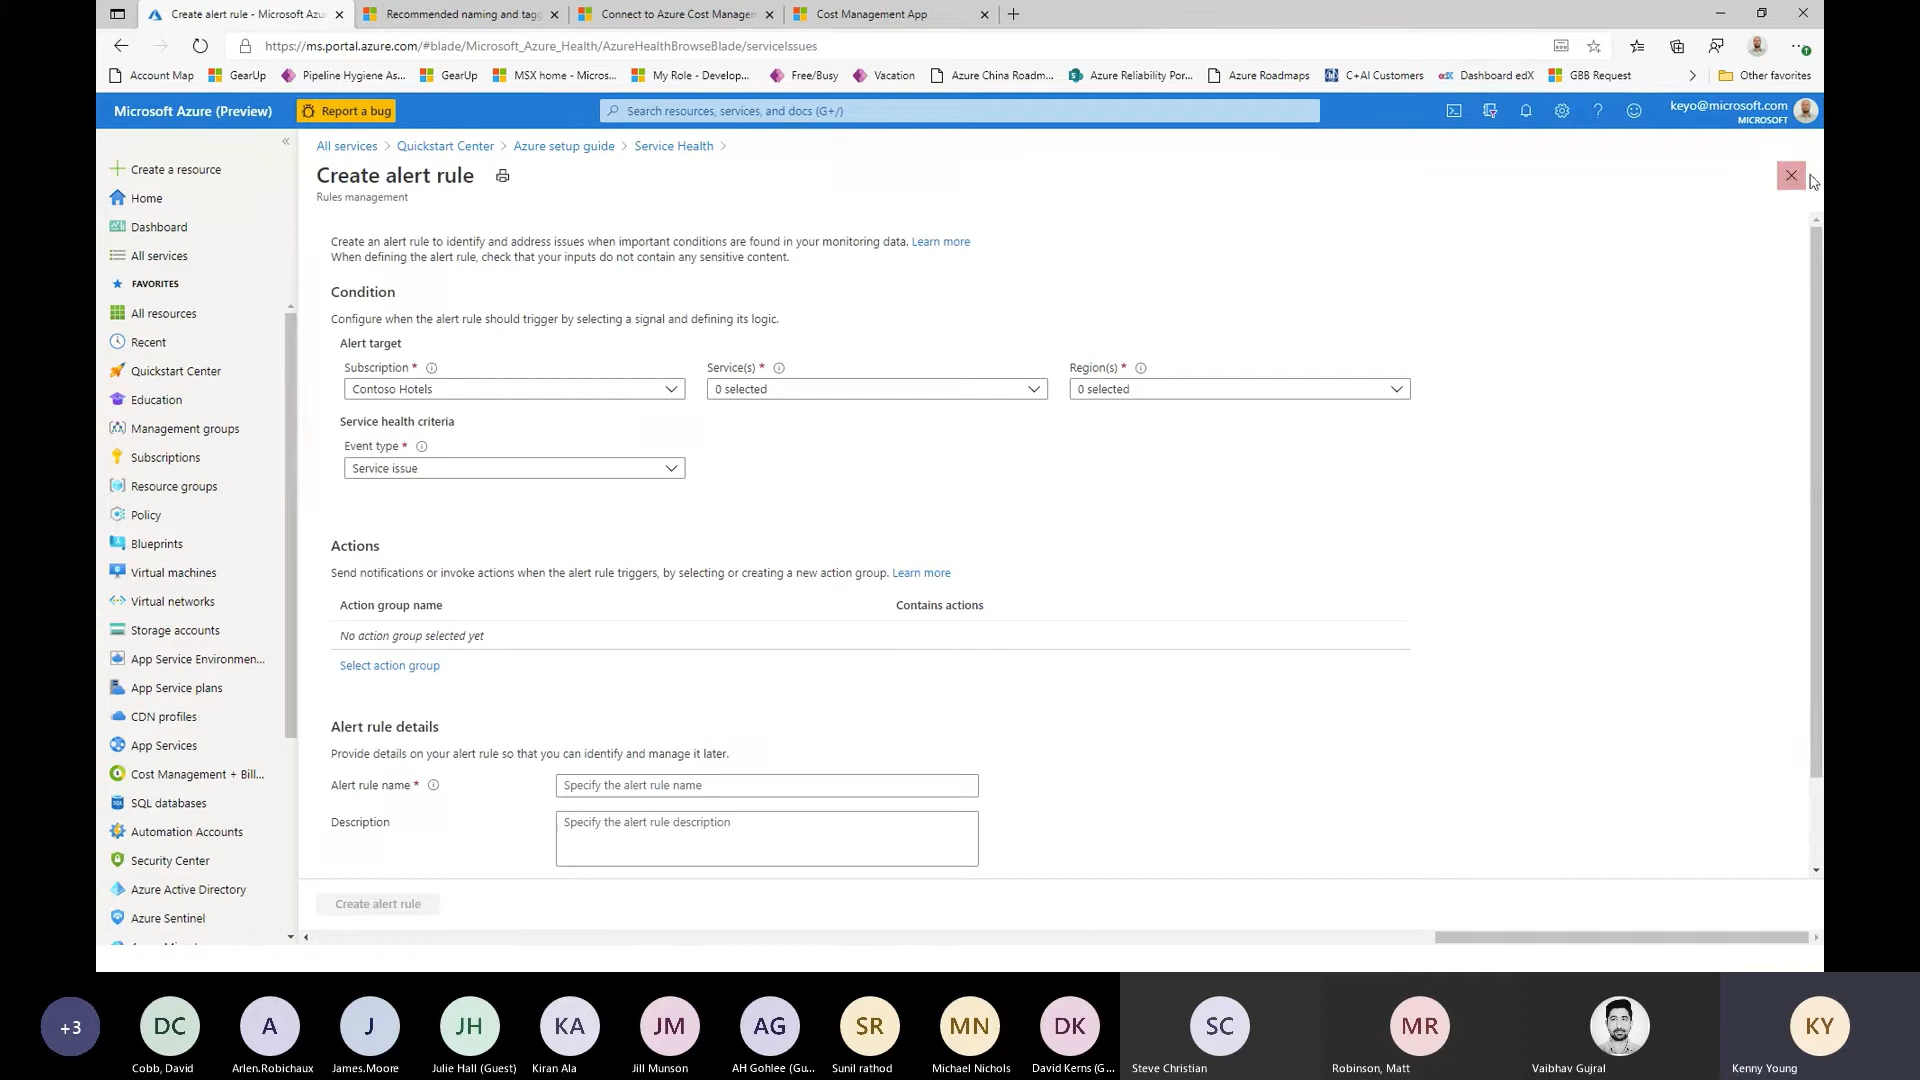 Create alert rule - Microsoft Azu
Recommended naming and tagg
Connect to Azure Cost Managem
Cost Management App
https://ms.portal.azure.com/#blade/Microsoft_Azure_Health/AzureHealthBrowseBlade/serviceIssues
Account Map
GearUp
Pipeline Hygiene As...
GearUp
MSX home - Micros...
My Role - Develop...
Free/Busy
Vacation
Azure China Roadm...
Azure Reliability Por...
Azure Roadmaps
C+AI Customers
Dashboard edX
GBB Request
Other favorites
Microsoft Azure (Preview)
Report a bug
Search resources, services, and docs (G+/)
keyo@microsoft.com
MICROSOFT
All services > Quickstart Center > Azure setup guide > Service Health >
Create alert rule
Rules management
Create a resource
Home
Dashboard
All services
FAVORITES
All resources
Recent
Quickstart Center
Education
Management groups
Subscriptions
Resource groups
Policy
Blueprints
Virtual machines
Virtual networks
Storage accounts
App Service Environmen...
App Service plans
CDN profiles
App Services
Cost Management + Bill...
SQL databases
Automation Accounts
Security Center
Azure Active Directory
Azure Sentinel
Create an alert rule to identify and address issues when important conditions are found in your monitoring data. Learn more
When defining the alert rule, check that your inputs do not contain any sensitive content.
Condition
Configure when the alert rule should trigger by selecting a signal and defining its logic.
Alert target
Subscription *
Service(s) *
Region(s) *
Contoso Hotels
0 selected
0 selected
Service health criteria
Event type *
Service issue
Actions
Send notifications or invoke actions when the alert rule triggers, by selecting or creating a new action group. Learn more
Action group name
Contains actions
No action group selected yet
Select action group
Alert rule details
Provide details on your alert rule so that you can identify and manage it later.
Alert rule name *
Specify the alert rule name
Description
Specify the alert rule description
Create alert rule
+3
DC
A
J
JH
KA
JM
AG
SR
MN
DK
SC
MR
KY
Cobb, David
Arlen.Robichaux
James.Moore
Julie Hall (Guest)
Kiran Ala
Jill Munson
AH Gohlee (Gu...
Sunil rathod
Michael Nichols
David Kerns (G...
Steve Christian
Robinson, Matt
Vaibhav Gujral
Kenny Young